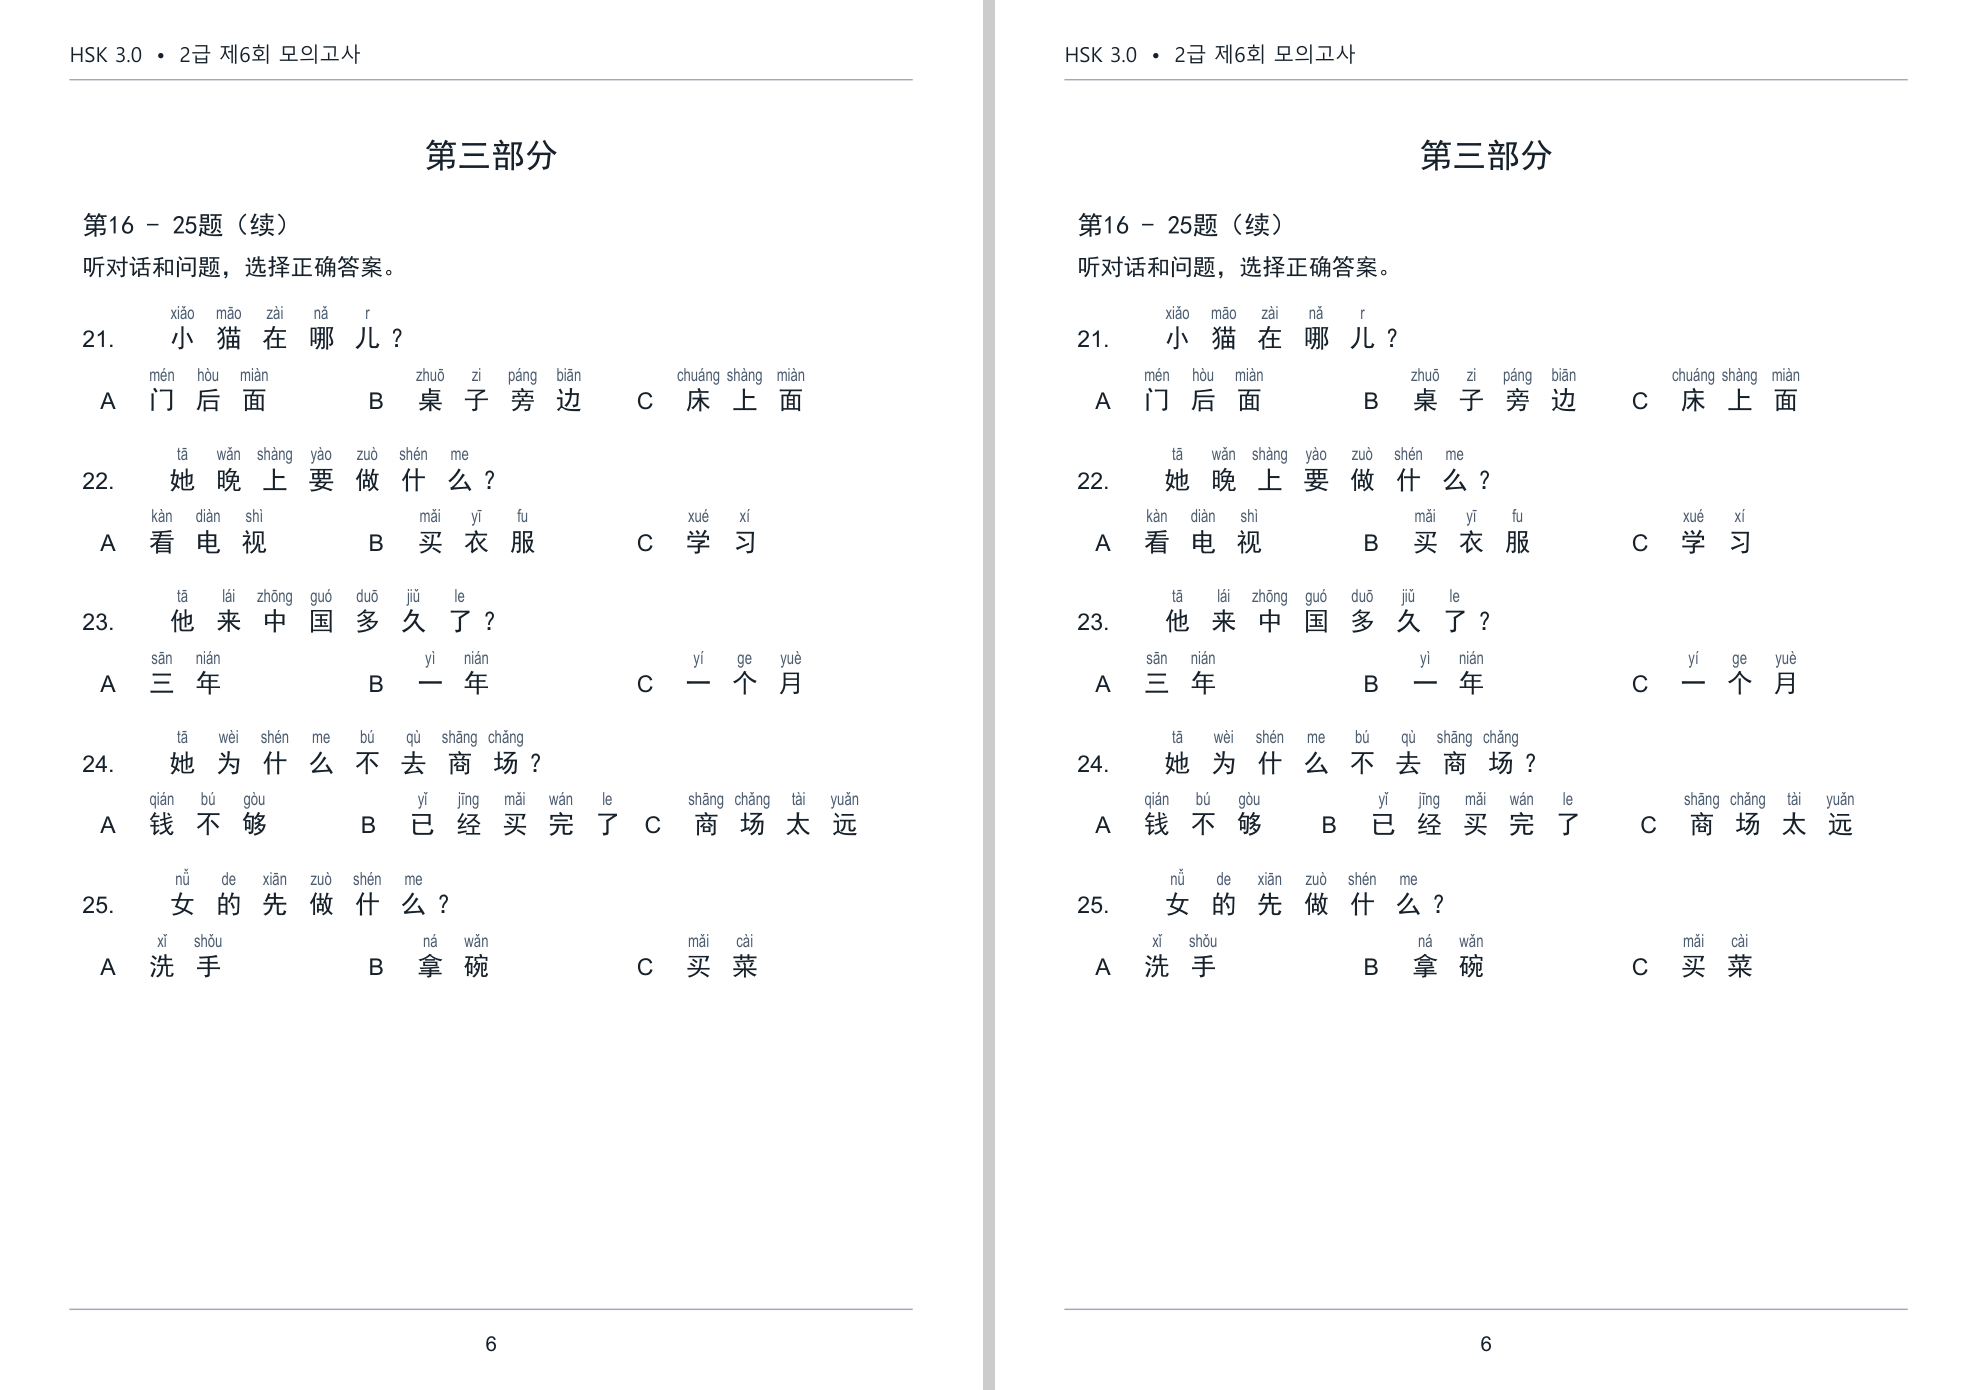 HSK 3.0 • 2급 제6회 모의고사
第三部分
第16 – 25题（续）
听对话和问题，选择正确答案。
xiǎo māo zài nǎ r
21. 小猫在哪儿？
mén hòu miàn zhuō zi páng biān chuáng shàng miàn
A 门后面 B 桌子旁边 C 床上面
tā wǎn shàng yào zuò shén me
22. 她晚上要做什么？
kàn diàn shì mǎi yī fu xué xí
A 看电视 B 买衣服 C 学习
tā lái zhōng guó duō jiǔ le
23. 他来中国多久了？
sān nián yì nián yí ge yuè
A 三年 B 一年 C 一个月
tā wèi shén me bú qù shāng chǎng
24. 她为什么不去商场？
qián bú gòu yǐ jīng mǎi wán le shāng chǎng tài yuǎn
A 钱不够 B 已经买完了 C 商场太远
nǚ de xiān zuò shén me
25. 女的先做什么？
xǐ shǒu ná wǎn mǎi cài
A 洗手 B 拿碗 C 买菜
6
HSK 3.0 • 2급 제6회 모의고사
第三部分
第16 – 25题（续）
听对话和问题，选择正确答案。
xiǎo māo zài nǎ r
21. 小猫在哪儿？
mén hòu miàn zhuō zi páng biān chuáng shàng miàn
A 门后面 B 桌子旁边 C 床上面
tā wǎn shàng yào zuò shén me
22. 她晚上要做什么？
kàn diàn shì mǎi yī fu xué xí
A 看电视 B 买衣服 C 学习
tā lái zhōng guó duō jiǔ le
23. 他来中国多久了？
sān nián yì nián yí ge yuè
A 三年 B 一年 C 一个月
tā wèi shén me bú qù shāng chǎng
24. 她为什么不去商场？
qián bú gòu yǐ jīng mǎi wán le shāng chǎng tài yuǎn
A 钱不够 B 已经买完了 C 商场太远
nǚ de xiān zuò shén me
25. 女的先做什么？
xǐ shǒu ná wǎn mǎi cài
A 洗手 B 拿碗 C 买菜
6